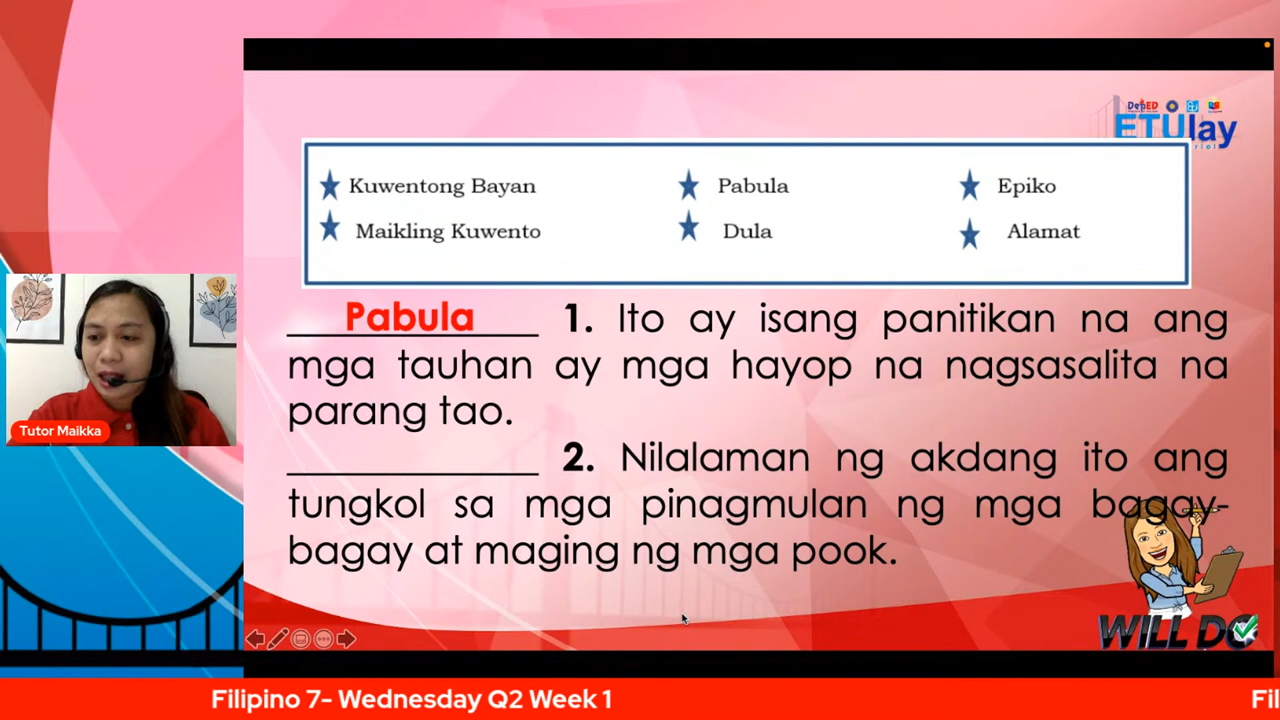 DepED
ETUlay
Kuwentong Bayan
Pabula
Epiko
Maikling Kuwento
Dula
Alamat
Pabula 1. Ito ay isang panitikan na ang
mga tauhan ay mga hayop na nagsasalita na
parang tao.
2. Nilalaman ng akdang ito ang
tungkol sa mga pinagmulan ng mga bagay-
bagay at maging ng mga pook.
Tutor Maikka
WILL DO
Filipino 7- Wednesday Q2 Week 1
Fil